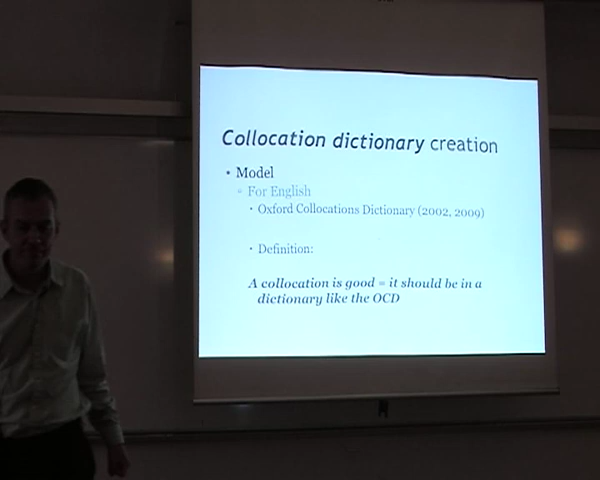 Collocation dictionary creation
• Model
For English
• Oxford Collocations Dictionary (2002, 2009)
• Definition:
A collocation is good = it should be in a
dictionary like the OCD